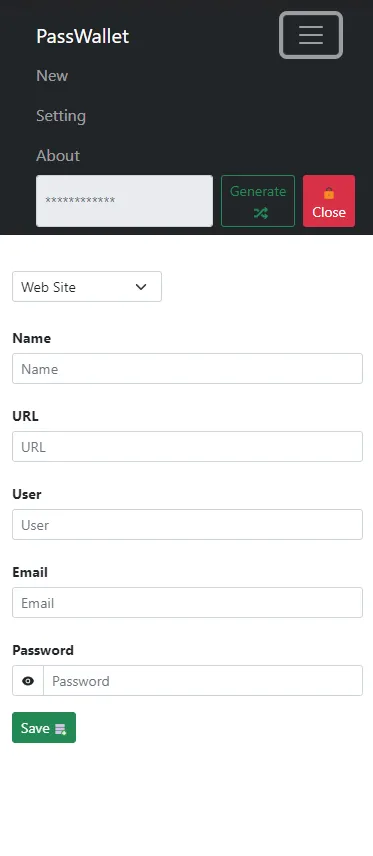 PassWallet
New
Setting
About
************
Generate
Close
Web Site
Name
Name
URL
URL
User
User
Email
Email
Password
Password
Save